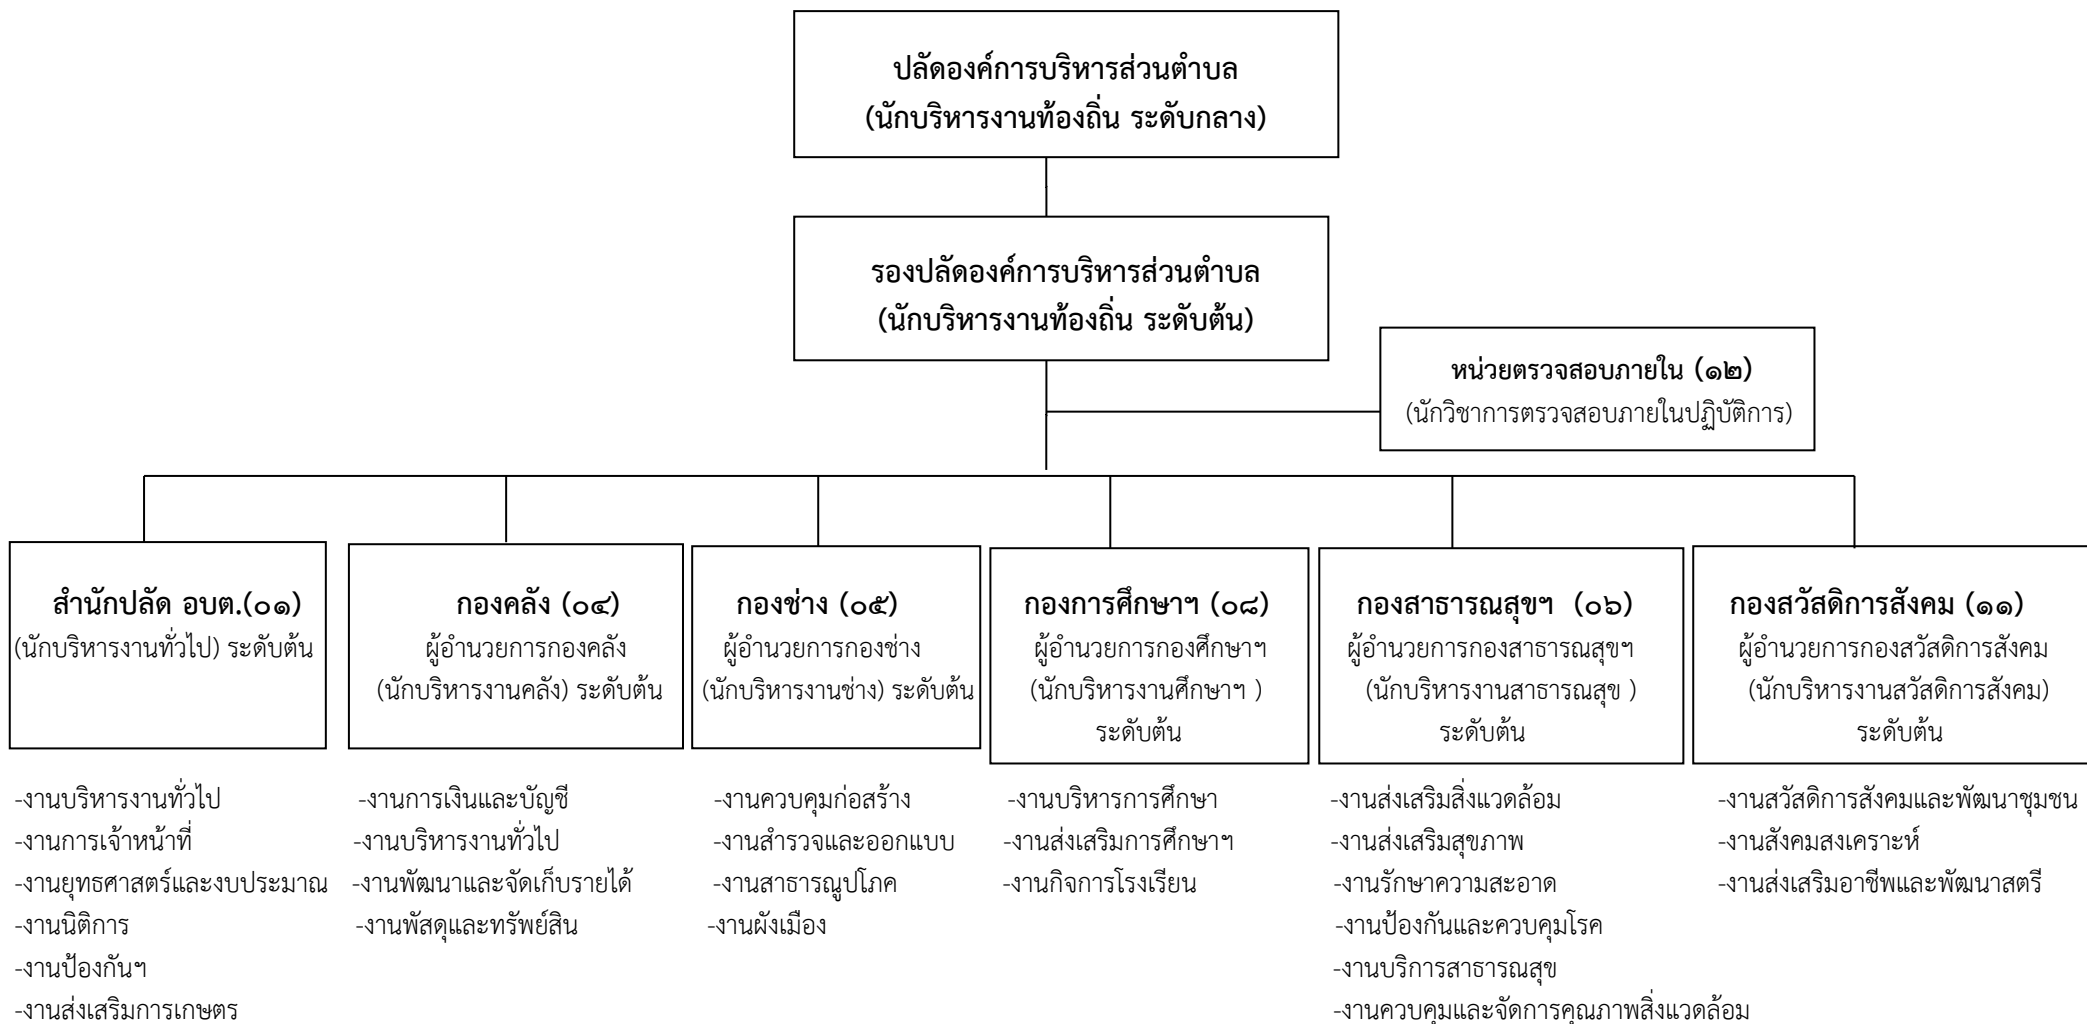 ปลัดองค์การบริหารส่วนตำบล
(นักบริหารงานท้องถิ่น ระดับกลาง)
รองปลัดองค์การบริหารส่วนตำบล
(นักบริหารงานท้องถิ่น ระดับต้น)
หน่วยตรวจสอบภายใน (๑๒)
(นักวิชาการตรวจสอบภายในปฏิบัติการ)
สำนักปลัด อบต.(๐๑)
(นักบริหารงานทั่วไป) ระดับต้น
กองคลัง (๐๔)
ผู้อำนวยการกองคลัง
(นักบริหารงานคลัง) ระดับต้น
กองช่าง (๐๕)
ผู้อำนวยการกองช่าง
(นักบริหารงานช่าง) ระดับต้น
กองการศึกษาฯ (๐๘)
ผู้อำนวยการกองศึกษาฯ
(นักบริหารงานศึกษาฯ )
ระดับต้น
กองสาธารณสุขฯ (๐๖)
ผู้อำนวยการกองสาธารณสุขฯ
(นักบริหารงานสาธารณสุข )
ระดับต้น
กองสวัสดิการสังคม (๑๑)
ผู้อำนวยการกองสวัสดิการสังคม
(นักบริหารงานสวัสดิการสังคม)
ระดับต้น
-งานบริหารงานทั่วไป
-งานการเจ้าหน้าที่
-งานยุทธศาสตร์และงบประมาณ
-งานนิติการ
-งานป้องกันฯ
-งานส่งเสริมการเกษตร
-งานการเงินและบัญชี
-งานบริหารงานทั่วไป
-งานพัฒนาและจัดเก็บรายได้
-งานพัสดุและทรัพย์สิน
-งานควบคุมก่อสร้าง
-งานสำรวจและออกแบบ
-งานสาธารณูปโภค
-งานผังเมือง
-งานบริหารการศึกษา
-งานส่งเสริมการศึกษาฯ
-งานกิจการโรงเรียน
-งานส่งเสริมสิ่งแวดล้อม
-งานส่งเสริมสุขภาพ
-งานรักษาความสะอาด
-งานป้องกันและควบคุมโรค
-งานบริการสาธารณสุข
-งานควบคุมและจัดการคุณภาพสิ่งแวดล้อม
-งานสวัสดิการสังคมและพัฒนาชุมชน
-งานสังคมสงเคราะห์
-งานส่งเสริมอาชีพและพัฒนาสตรี